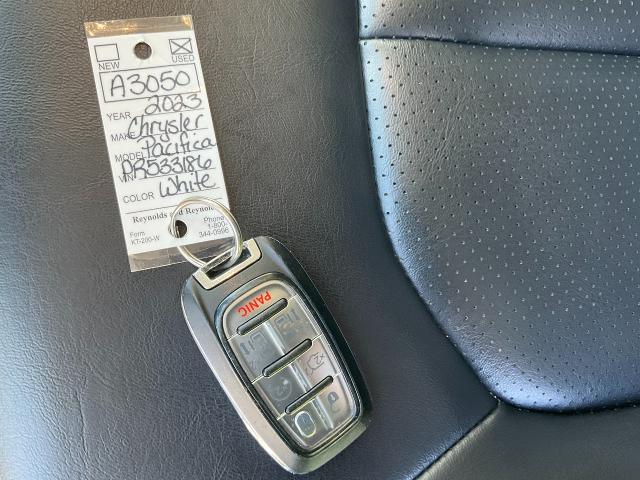 NEW USED
A3050
YEAR 2023
MAKE Chrysler
MODEL Pacifica
VIN PR533186
COLOR White
Reynolds and Reynolds
Form Phone
KT-200-W 1-800-
344-0996
PANIC